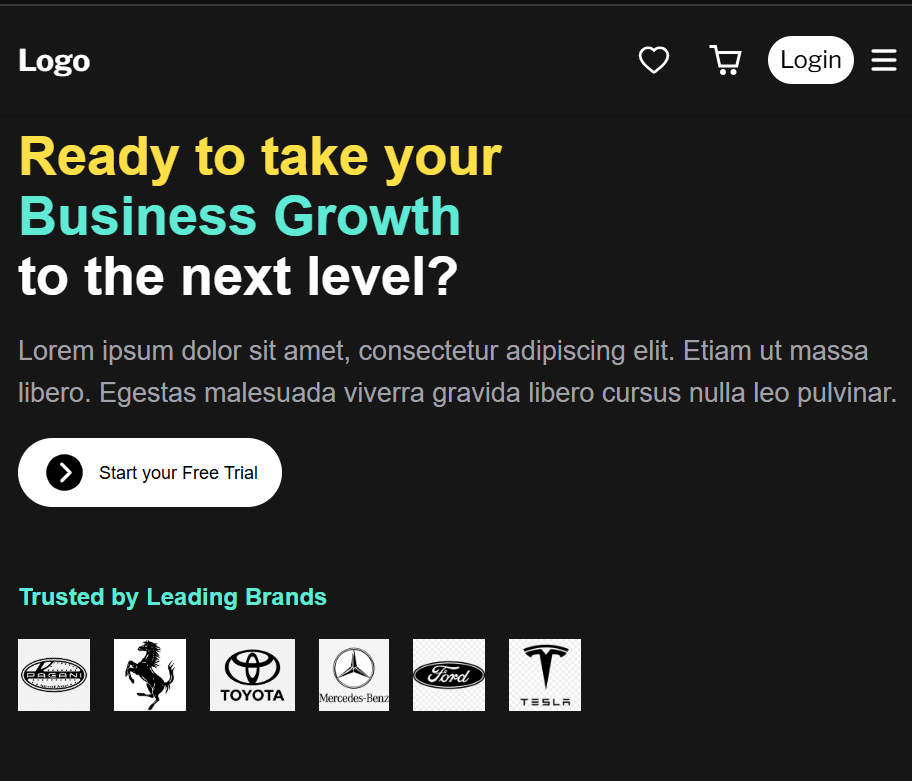 Logo
Login
Ready to take your
Business Growth
to the next level?
Lorem ipsum dolor sit amet, consectetur adipiscing elit. Etiam ut massa
libero. Egestas malesuada viverra gravida libero cursus nulla leo pulvinar.
Start your Free Trial
Trusted by Leading Brands
PAGANI
TOYOTA
Mercedes-Benz
Ford
TESLA